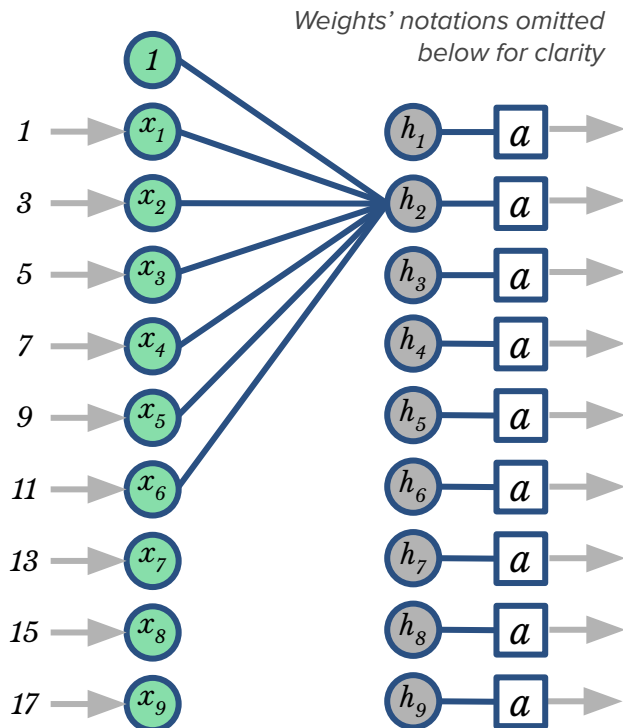 Weights’ notations omitted
below for clarity
1
1 x₁ h₁ a
3 x₂ h₂ a
5 x₃ h₃ a
7 x₄ h₄ a
9 x₅ h₅ a
11 x₆ h₆ a
13 x₇ h₇ a
15 x₈ h₈ a
17 x₉ h₉ a